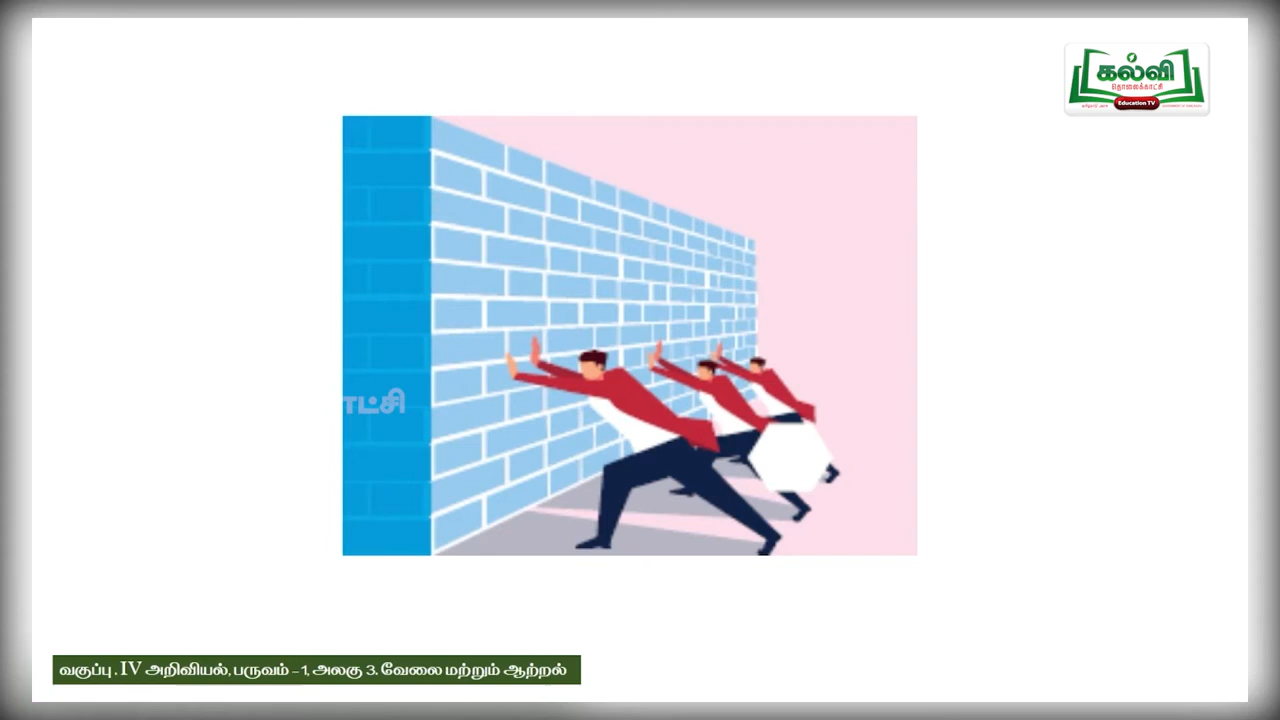 கல்வி
தொலைக்காட்சி
Education TV
ாட்சி
வகுப்பு . IV அறிவியல், பருவம் – 1, அலகு 3. வேலை மற்றும் ஆற்றல்